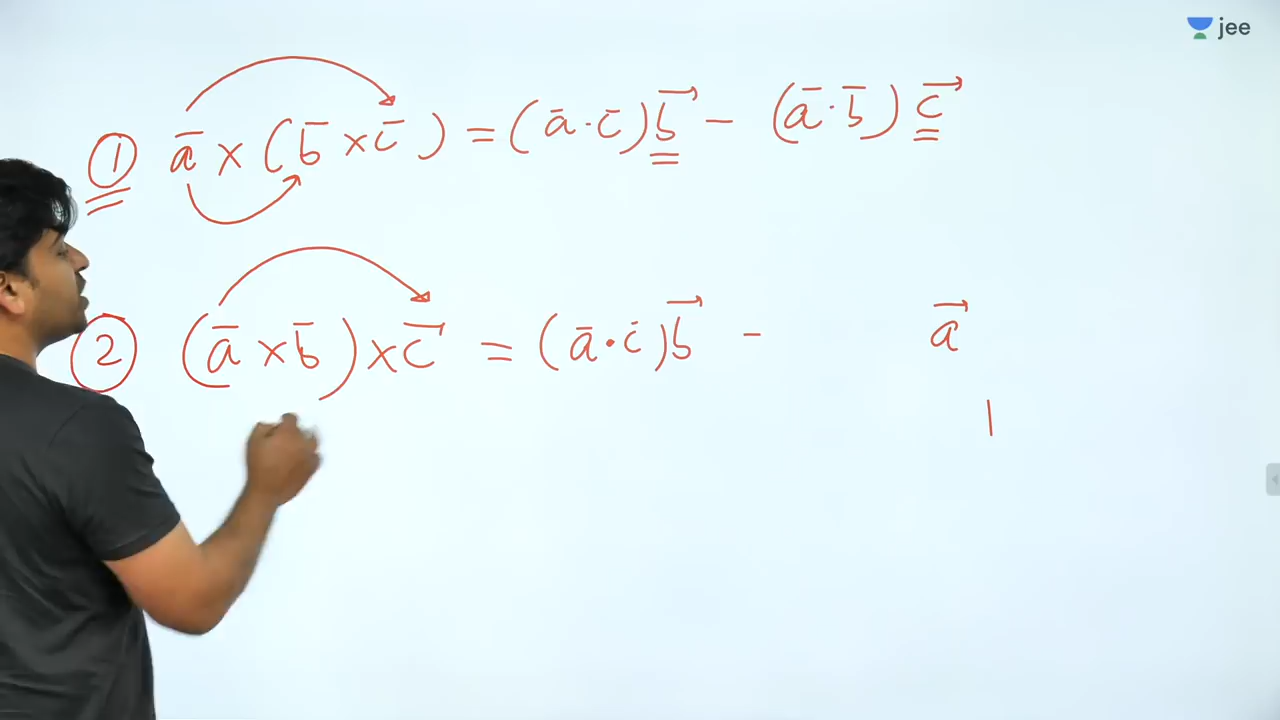 jee
① a̅ × (b̅ × c̅) = (a̅ · c̅) b⃗ − (a̅ · b̅) c⃗
② (a̅ × b̅) × c⃗ = (a̅ · c̅) b⃗ − a⃗
|